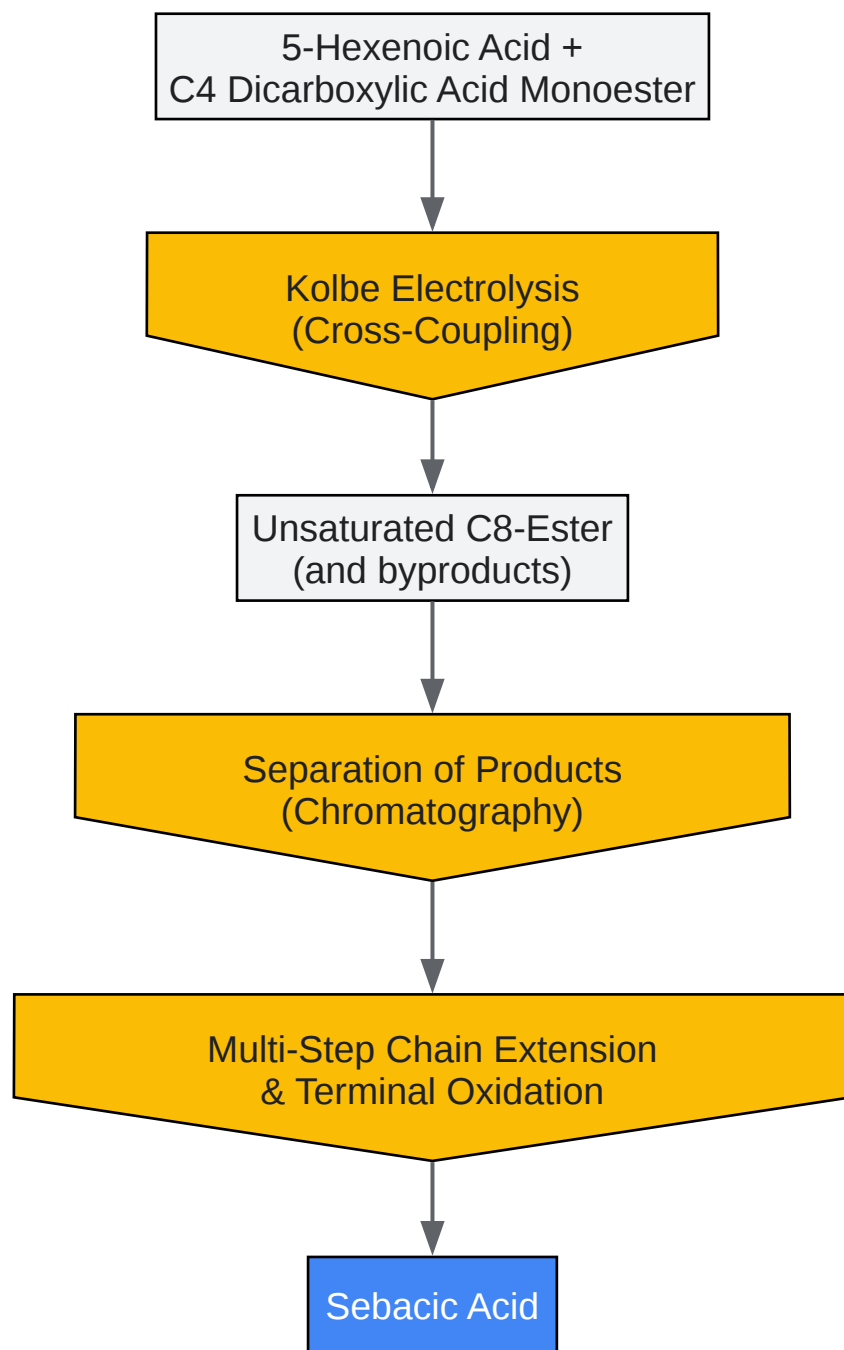 5-Hexenoic Acid +
C4 Dicarboxylic Acid Monoester
Kolbe Electrolysis
(Cross-Coupling)
Unsaturated C8-Ester
(and byproducts)
Separation of Products
(Chromatography)
Multi-Step Chain Extension
& Terminal Oxidation
Sebacic Acid